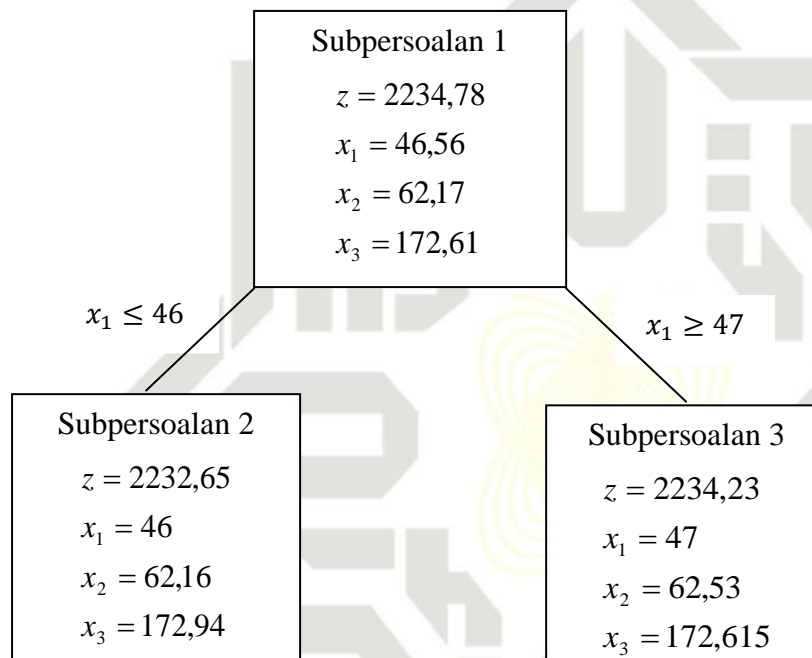 Subpersoalan 1
z = 2234,78
x₁ = 46,56
x₂ = 62,17
x₃ = 172,61
x₁ ≤ 46
x₁ ≥ 47
Subpersoalan 2
z = 2232,65
x₁ = 46
x₂ = 62,16
x₃ = 172,94
Subpersoalan 3
z = 2234,23
x₁ = 47
x₂ = 62,53
x₃ = 172,615